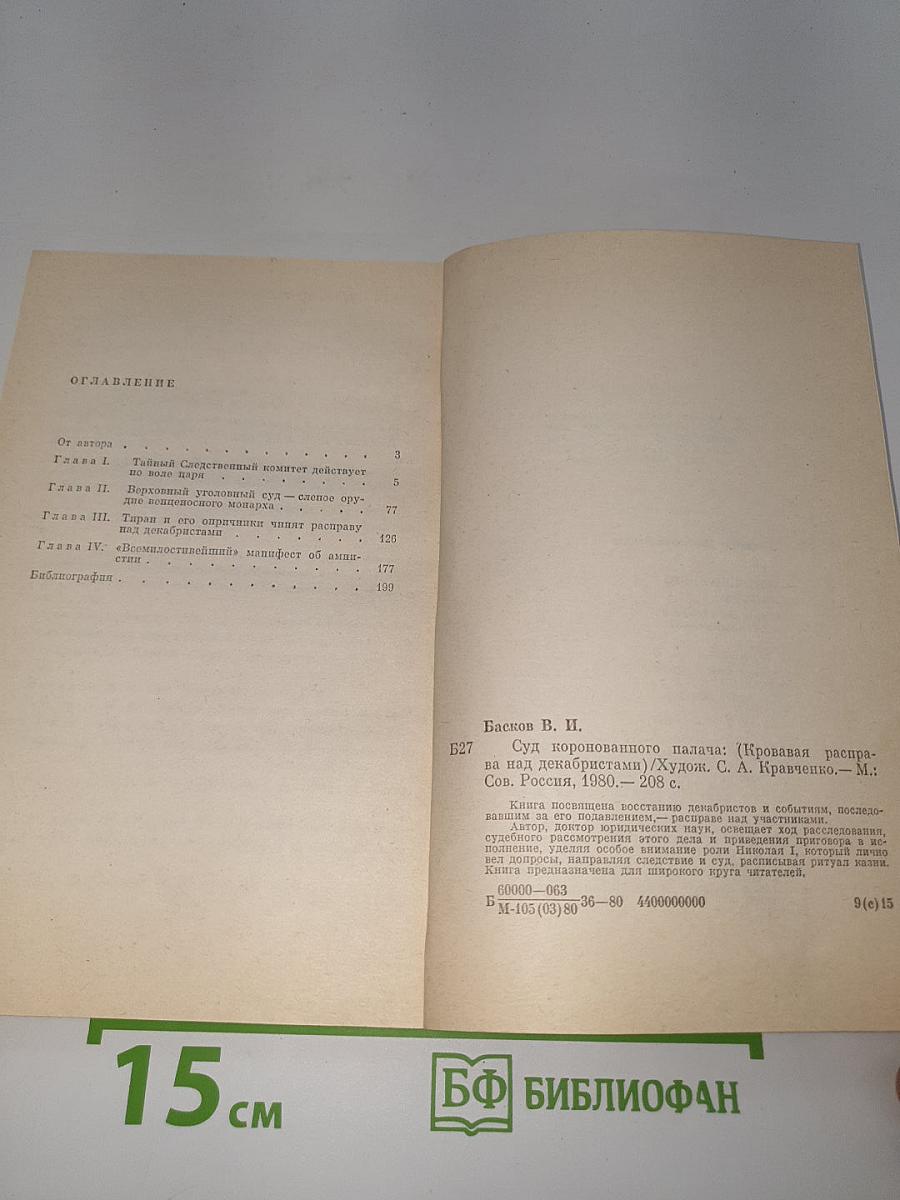 ОГЛАВЛЕНИЕ
От автора . . . . . . . . . . . . . 3
Глава I. Тайный Следственный комитет действует
по воле царя . . . . . . . . 5
Глава II. Верховный уголовный суд — слепое ору-
дие венценосного монарха . . . . . 77
Глава III. Тиран и его опричники чинят расправу
над декабристами . . . . . . . 126
Глава IV. «Всемилостивейший» манифест об амни-
стии . . . . . . . . . . . 177
Библиография . . . . . . . . . . . . 199
Басков В. И.
Б27 Суд коронованного палача: (Кровавая распра-
ва над декабристами)/Худож. С. А. Кравченко.— М.:
Сов. Россия, 1980.— 208 с.
Книга посвящена восстанию декабристов и событиям, последо-
вавшим за его подавлением,— расправе над участниками.
Автор, доктор юридических наук, освещает ход расследования,
судебного рассмотрения этого дела и приведения приговора в ис-
полнение, уделяя особое внимание роли Николая I, который лично
вел допросы, направляя следствие и суд, расписывая ритуал казни.
Книга предназначена для широкого круга читателей.
60000—063
Б 36—80 4400000000 9(с)15
М-105(03)80
15 см
БФ БИБЛИОФАН